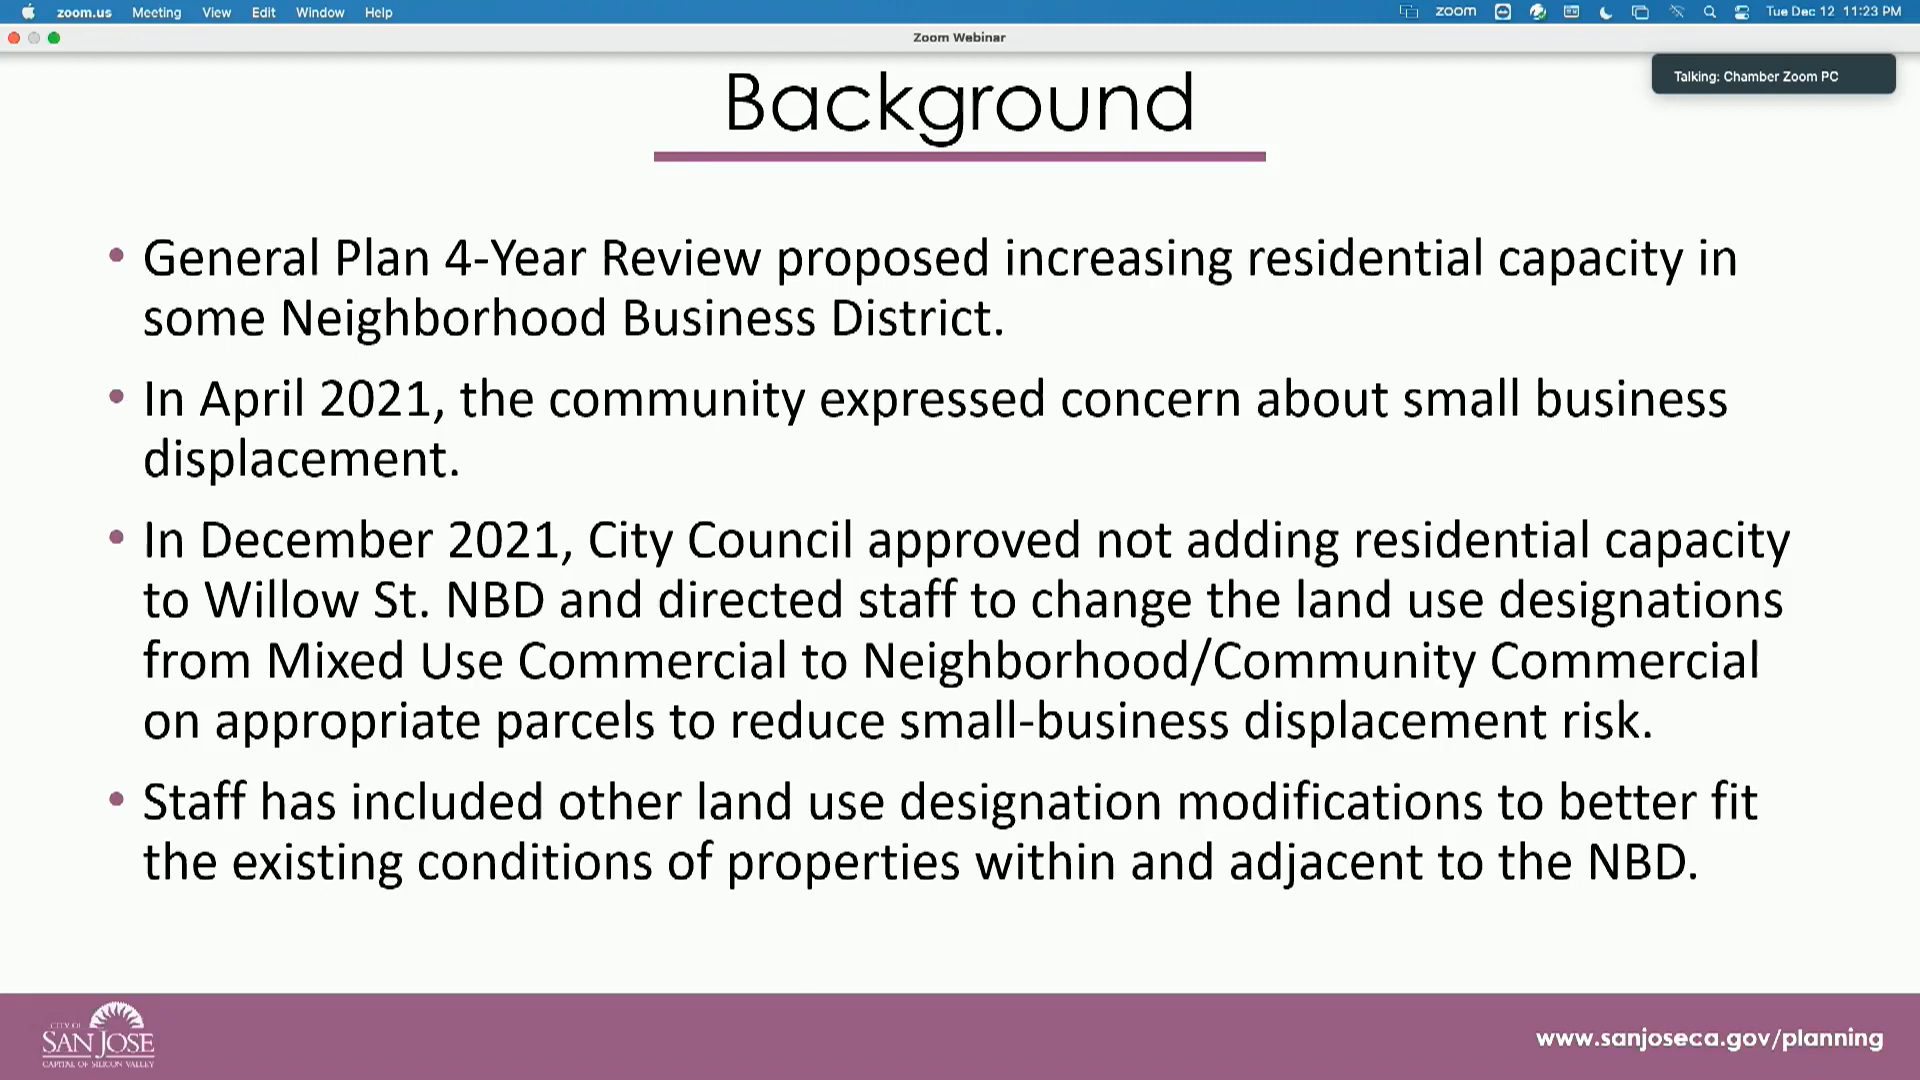 zoom.us Meeting View Edit Window Help zoom Tue Dec 12 11:23 PM
Zoom Webinar
Talking: Chamber Zoom PC
Background
• General Plan 4-Year Review proposed increasing residential capacity in
some Neighborhood Business District.
• In April 2021, the community expressed concern about small business
displacement.
• In December 2021, City Council approved not adding residential capacity
to Willow St. NBD and directed staff to change the land use designations
from Mixed Use Commercial to Neighborhood/Community Commercial
on appropriate parcels to reduce small-business displacement risk.
• Staff has included other land use designation modifications to better fit
the existing conditions of properties within and adjacent to the NBD.
CITY OF
SAN JOSE
CAPITAL OF SILICON VALLEY
www.sanjoseca.gov/planning